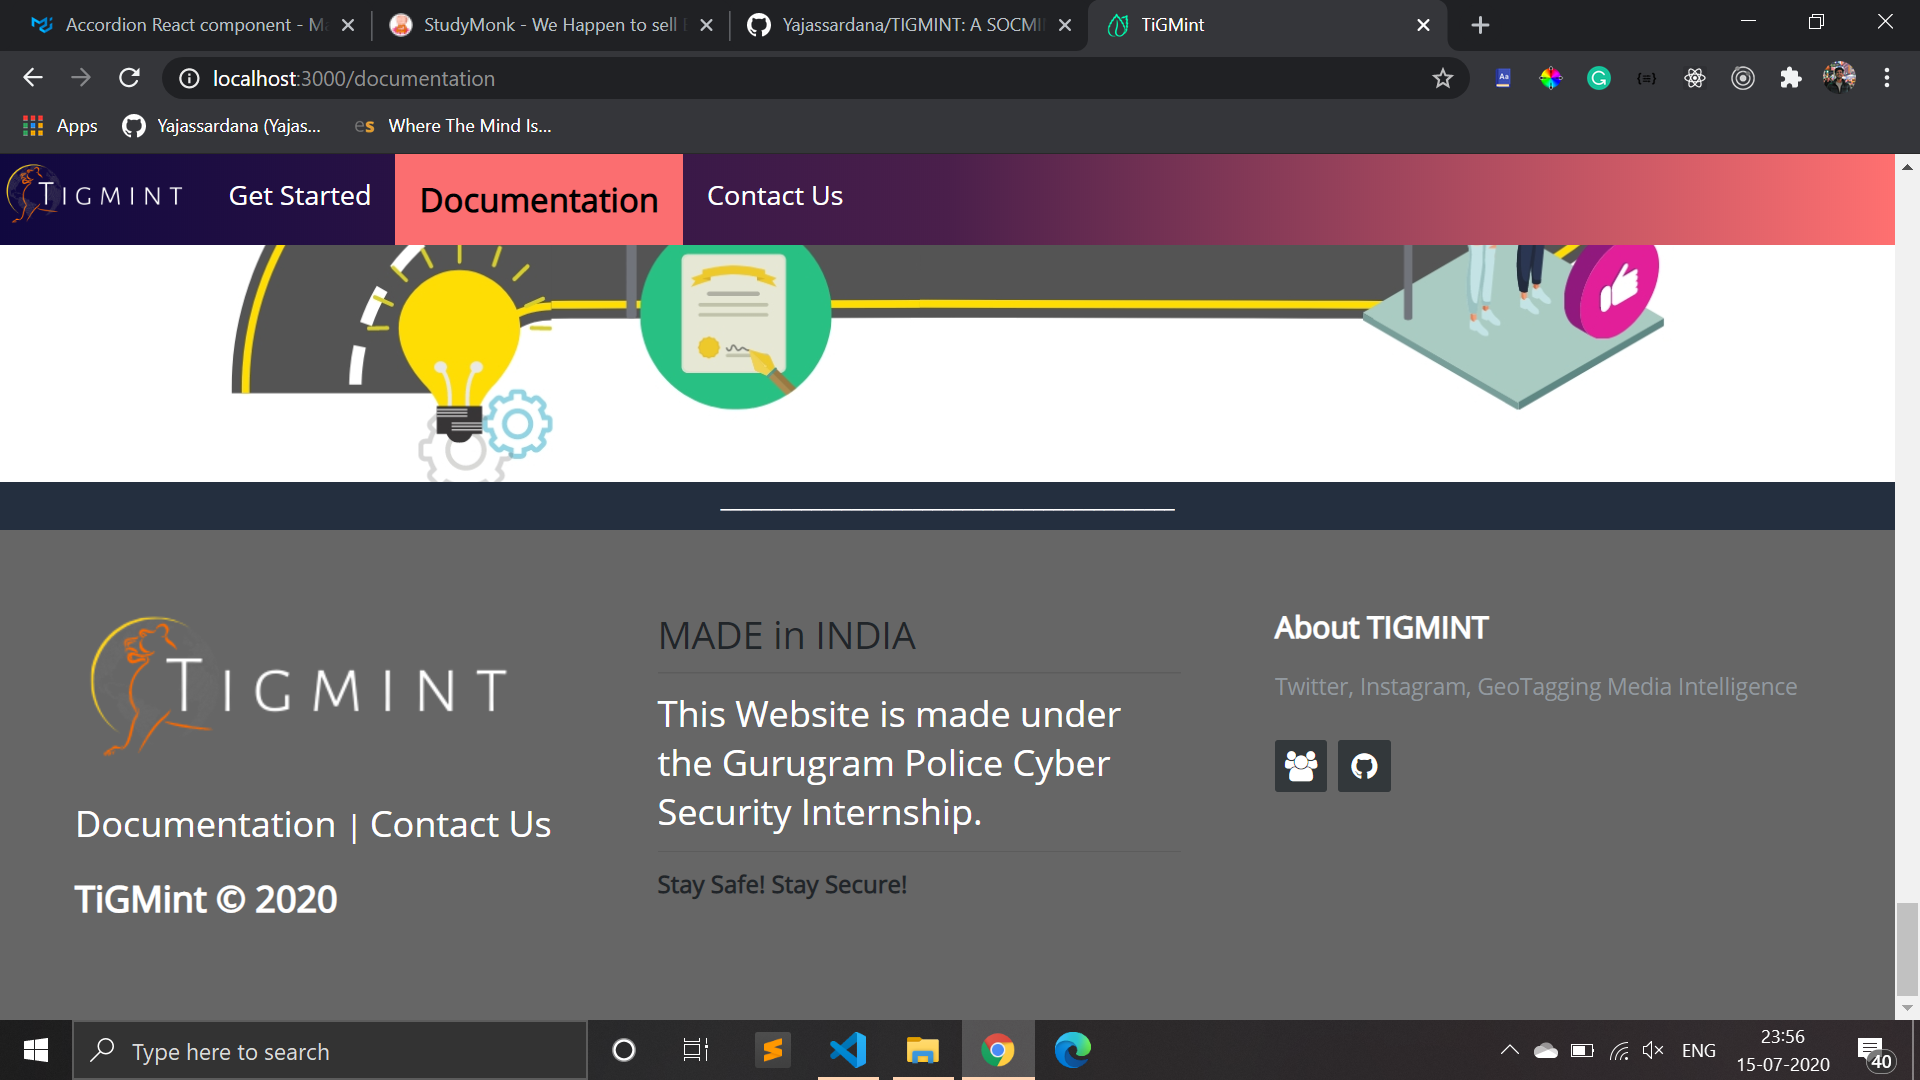 Accordion React component - Ma
StudyMonk - We Happen to sell
Yajassardana/TIGMINT: A SOCMI
TiGMint
localhost:3000/documentation
Apps
Yajassardana (Yajas...
es Where The Mind Is...
TIGMINT
Get Started
Documentation
Contact Us
TIGMINT
Documentation | Contact Us
TiGMint © 2020
MADE in INDIA
This Website is made under
the Gurugram Police Cyber
Security Internship.
Stay Safe! Stay Secure!
About TIGMINT
Twitter, Instagram, GeoTagging Media Intelligence
Type here to search
ENG
23:56
15-07-2020
40